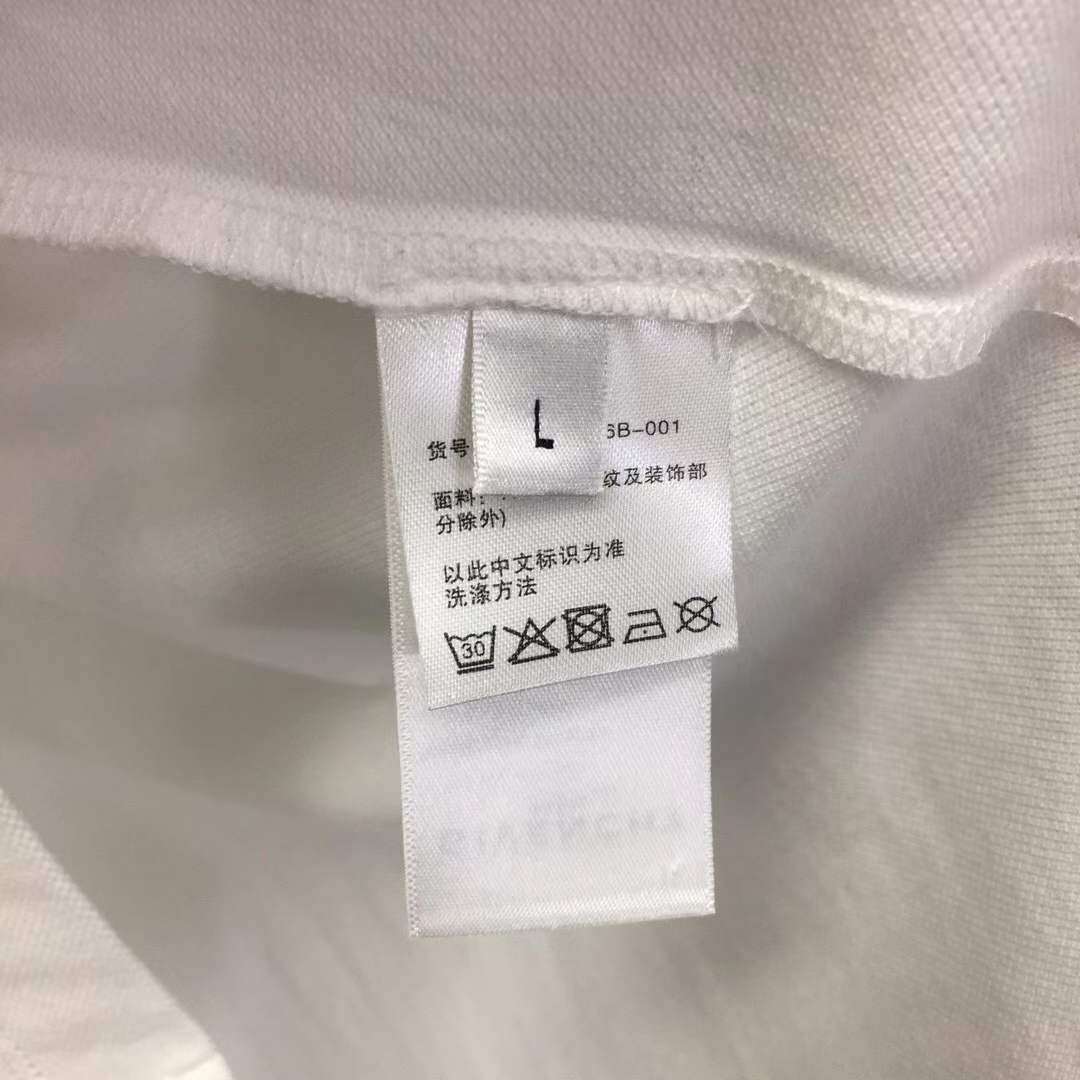 L
货号 6B-001
面料: 纹及装饰部
分除外)
以此中文标识为准
洗涤方法
30